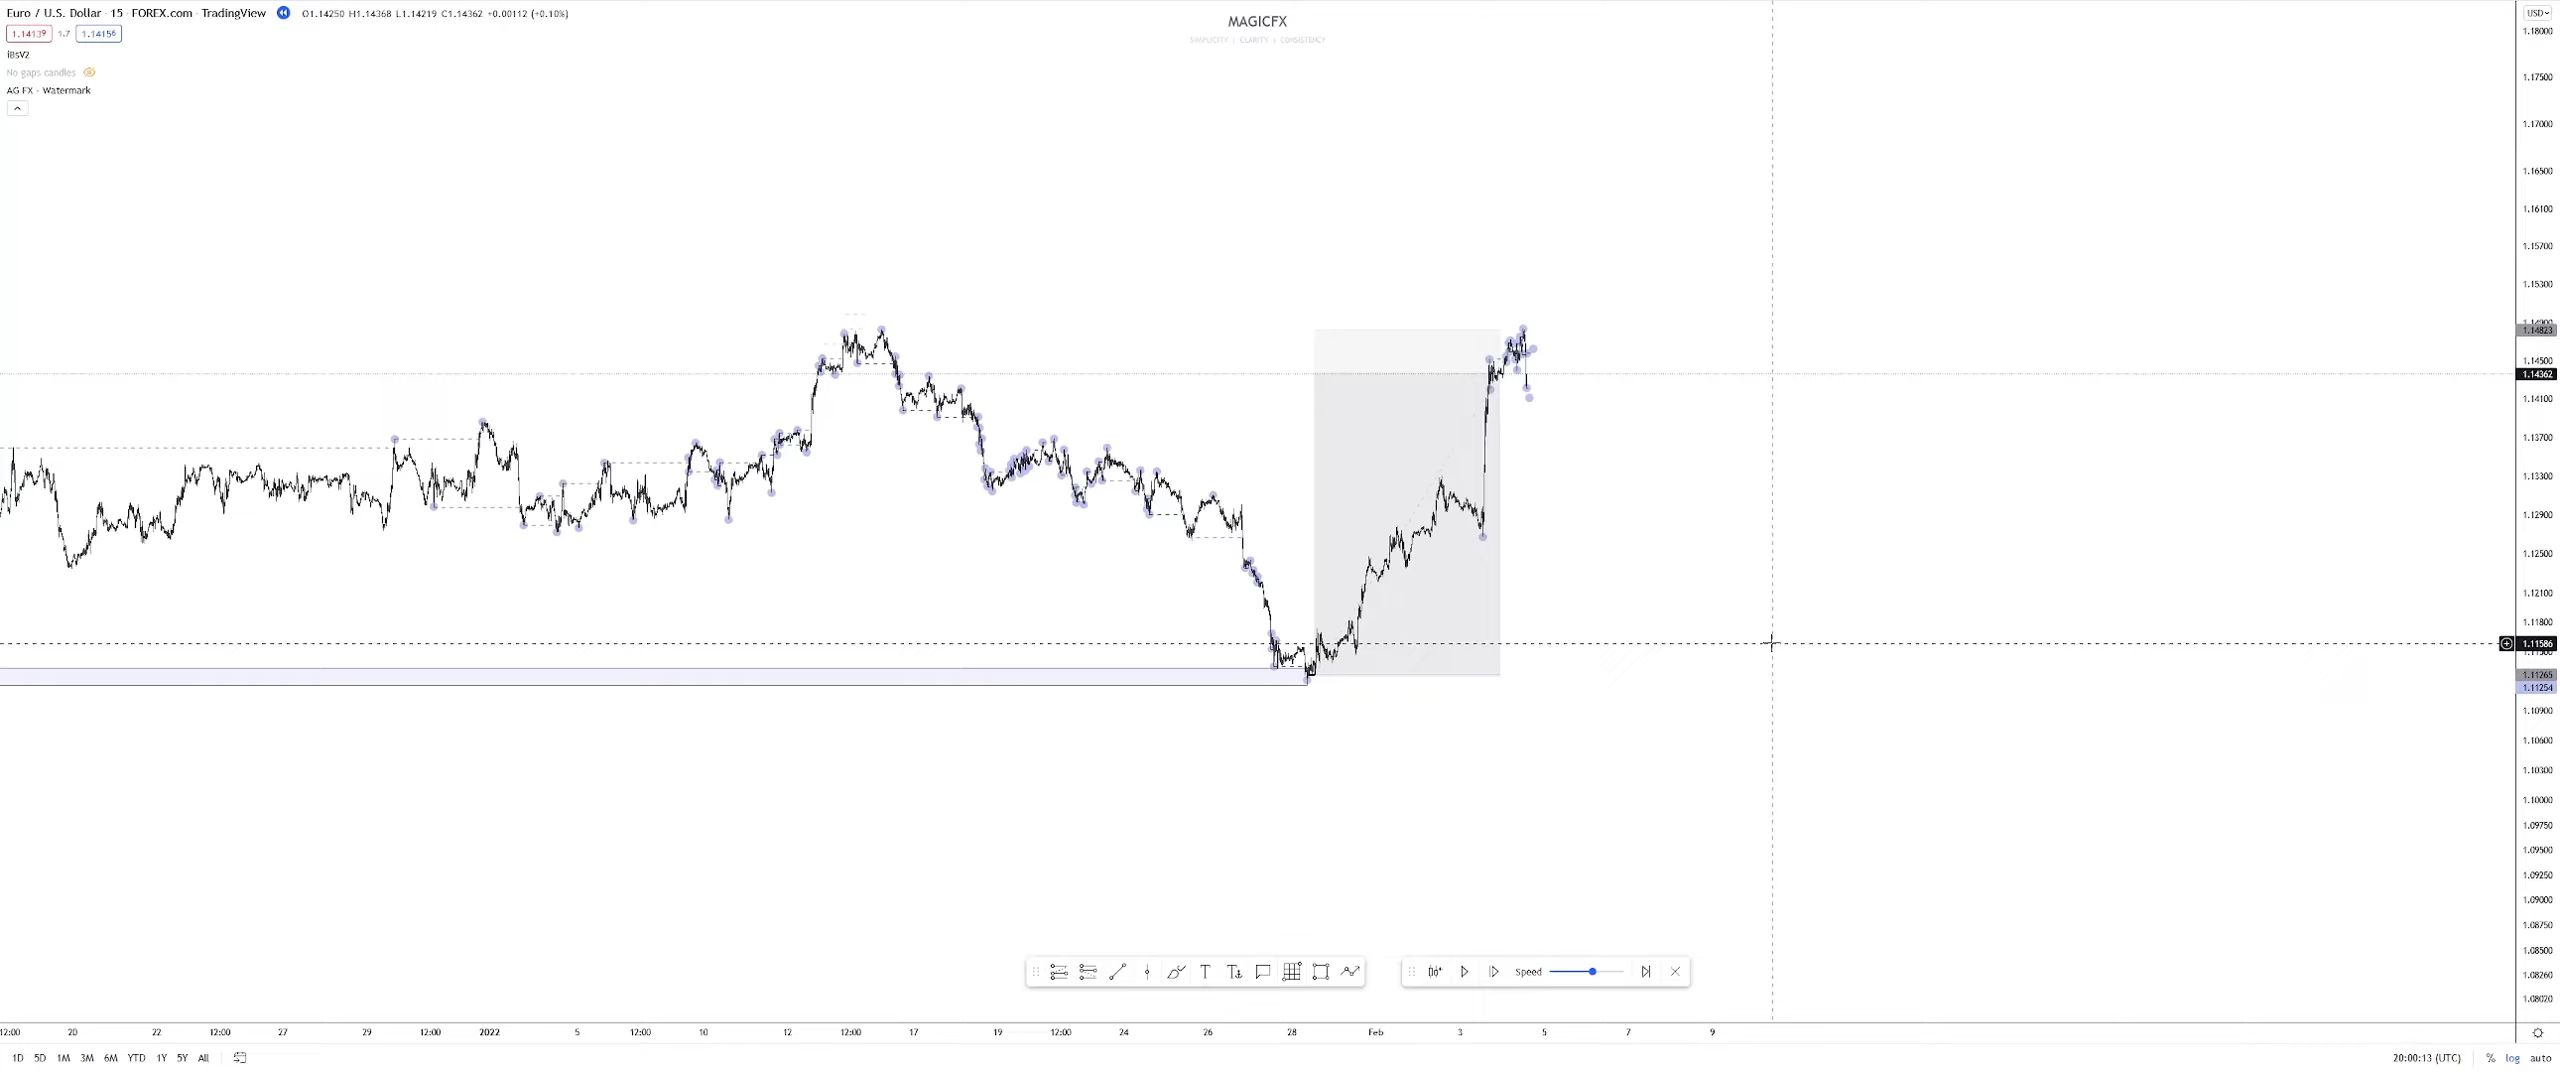 Euro / U.S. Dollar · 15 · FOREX.com · TradingView O1.14250 H1.14368 L1.14219 C1.14362 +0.00112 (+0.10%)
1.14139 1.7 1.14156
iBsV2
No gaps candles
AG FX - Watermark
MAGICFX
SIMPLICITY | CLARITY | CONSISTENCY
USD
1.18000
1.17500
1.17000
1.16500
1.16100
1.15700
1.15300
1.14823
1.14500
1.14362
1.14100
1.13700
1.13300
1.12900
1.12500
1.12100
1.11800
1.11586
1.11265
1.11254
1.10900
1.10600
1.10300
1.10000
1.09750
1.09500
1.09250
1.09000
1.08750
1.08500
1.08260
1.08020
Speed
12:00 20 22 12:00 27 29 12:00 2022 5 12:00 10 12 12:00 17 19 12:00 24 26 28 Feb 3 5 7 9
1D 5D 1M 3M 6M YTD 1Y 5Y All 20:00:13 (UTC) % log auto